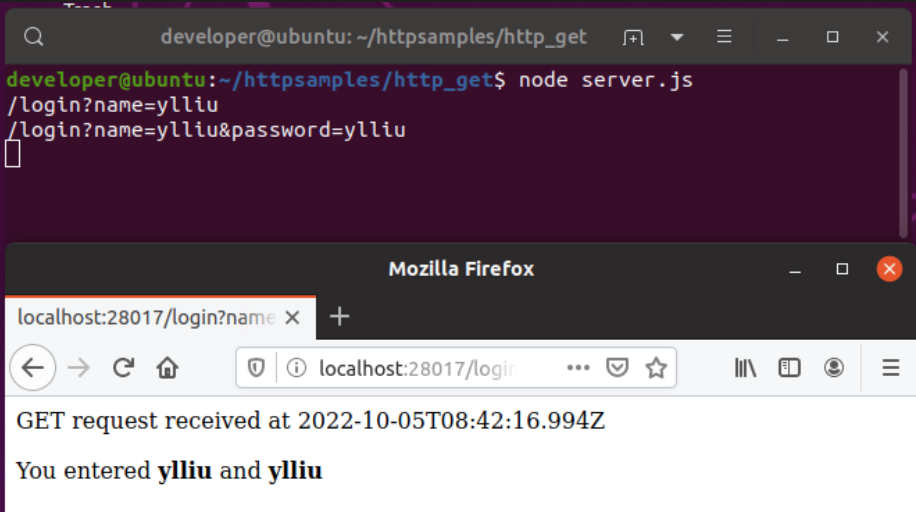 Trash
developer@ubuntu: ~/httpsamples/http_get
developer@ubuntu:~/httpsamples/http_get$ node server.js
/login?name=ylliu
/login?name=ylliu&password=ylliu
Mozilla Firefox
localhost:28017/login?name
localhost:28017/login
GET request received at 2022-10-05T08:42:16.994Z
You entered ylliu and ylliu